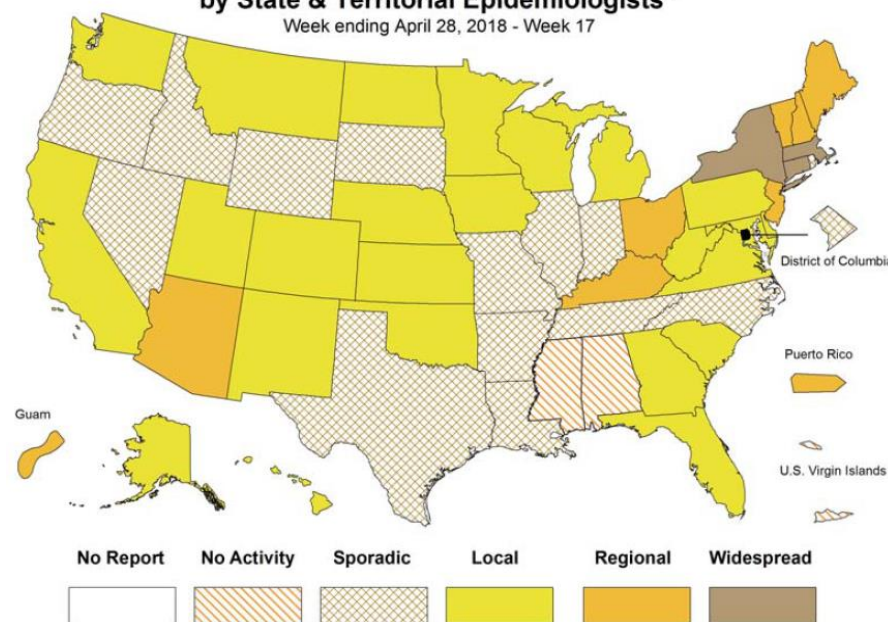 by State & Territorial Epidemiologists
Week ending April 28, 2018 - Week 17
District of Columbia
Puerto Rico
Guam
U.S. Virgin Islands
No Report No Activity Sporadic Local Regional Widespread